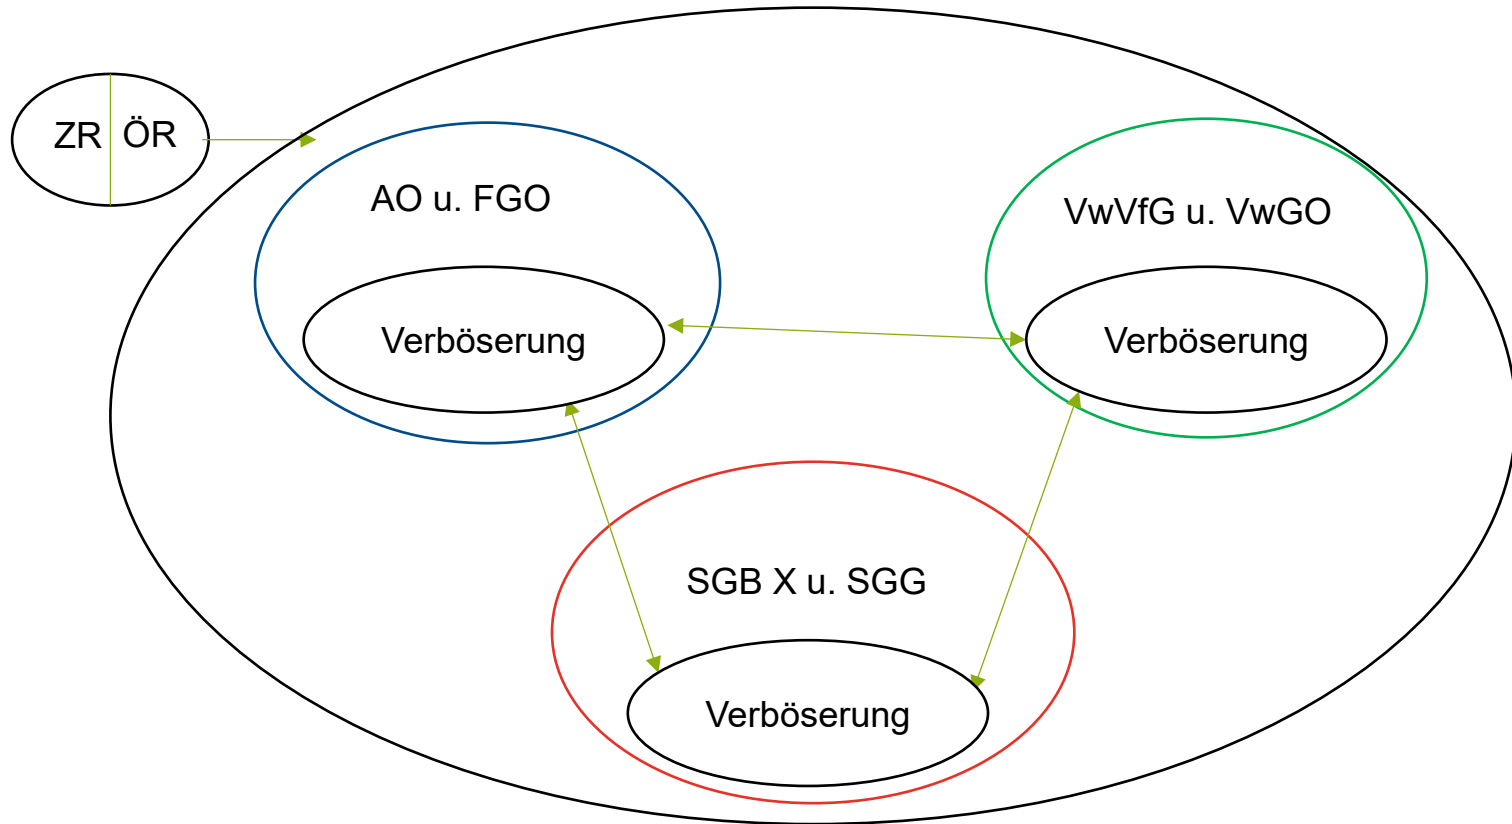 ZR ÖR
AO u. FGO
VwVfG u. VwGO
Verböserung
Verböserung
SGB X u. SGG
Verböserung